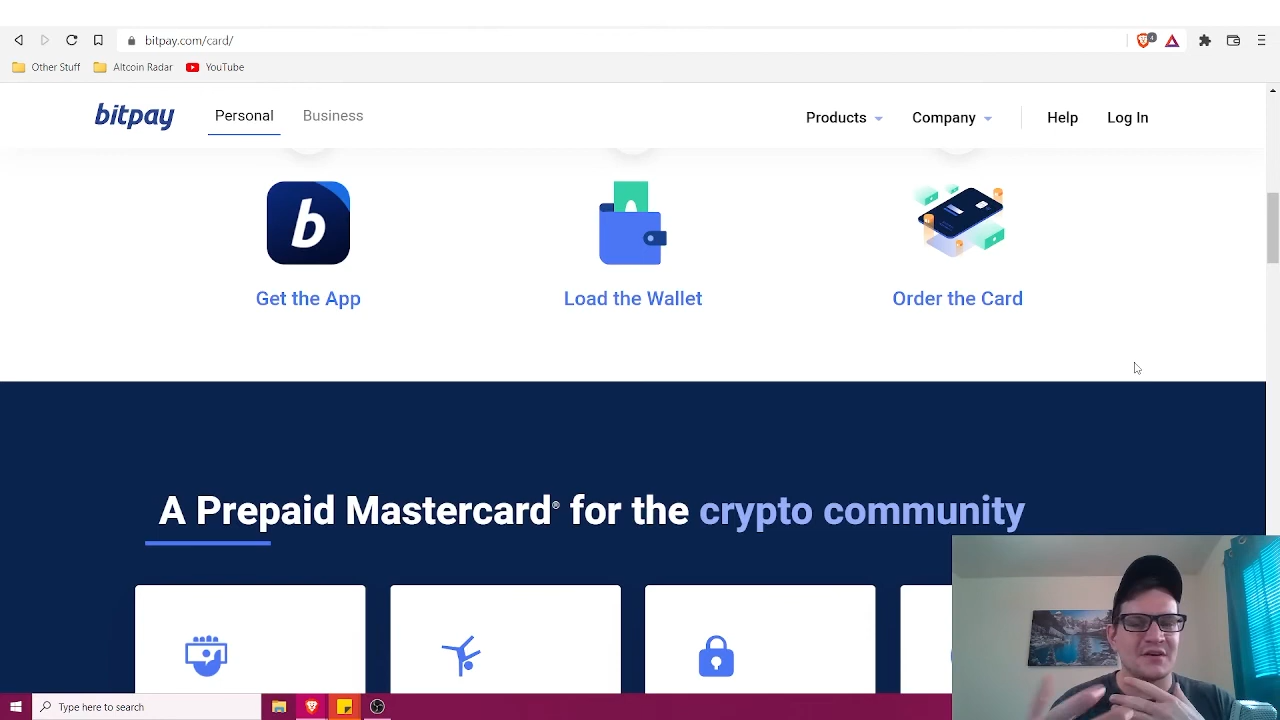 bitpay.com/card/
4
Other Stuff
Altcoin Radar
YouTube
bitpay
Personal
Business
Products
Company
Help
Log In
b
Get the App
Load the Wallet
Order the Card
A Prepaid Mastercard® for the crypto community
Type here to search